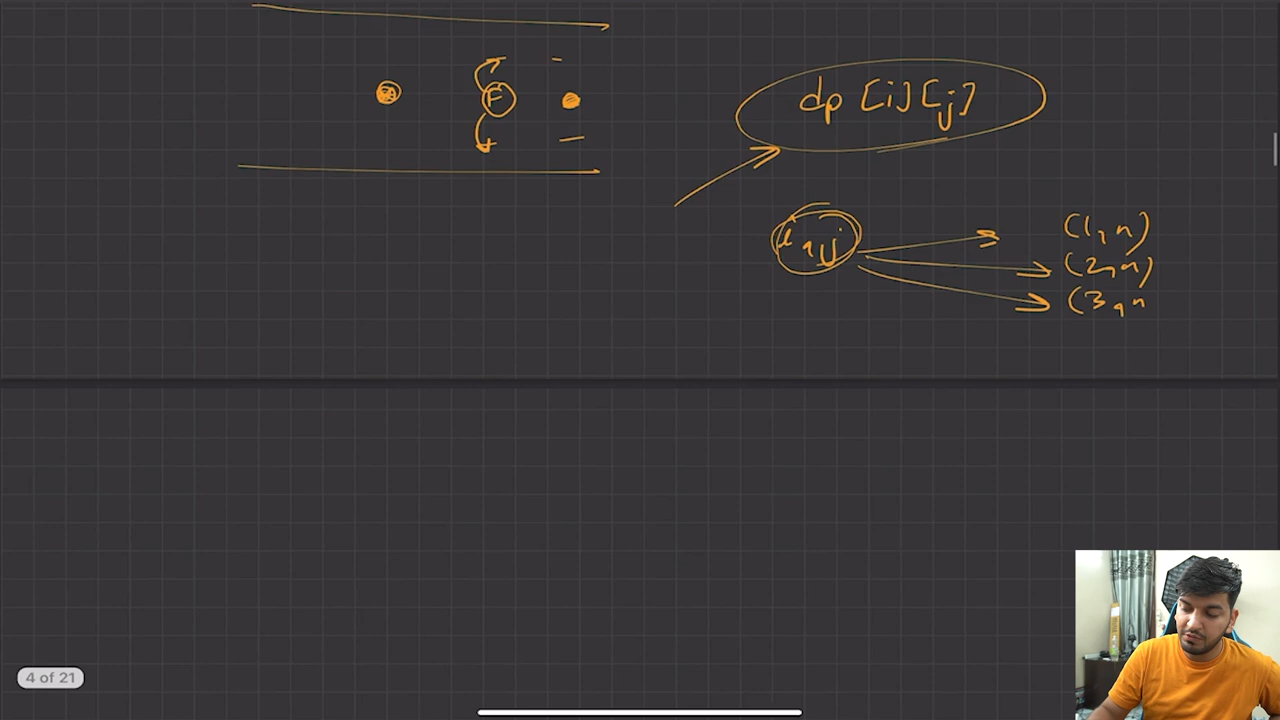 F
dp [i][j]
i, j
(1, n)
(2, n)
(3, n
4 of 21